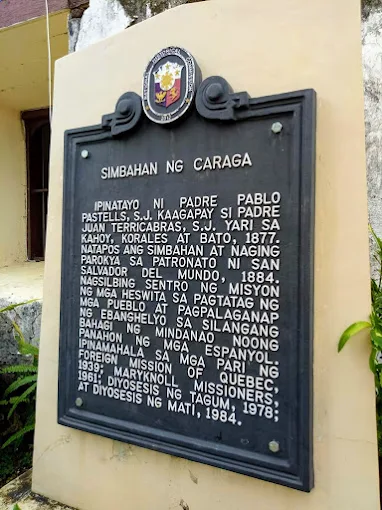 SIMBAHAN NG CARAGA
IPINATAYO NI PADRE PABLO
PASTELLS, S.J. KAAGAPAY SI PADRE
JUAN TERRICABRAS, S.J. YARI SA
KAHOY, KORALES AT BATO, 1877.
NATAPOS ANG SIMBAHAN AT NAGING
PAROKYA SA PATRONATO NI SAN
SALVADOR DEL MUNDO, 1884.
NAGSILBING SENTRO NG MISYON
NG MGA HESWITA SA PAGTATAG NG
MGA PUEBLO AT PAGPALAGANAP
NG EBANGHELYO SA SILANGANG
BAHAGI NG MINDANAO NOONG
PANAHON NG MGA ESPANYOL.
IPINAMAHALA SA MGA PARI NG
FOREIGN MISSION OF QUEBEC,
1939; MARYKNOLL MISSIONERS,
1961; DIYOSESIS NG TAGUM, 1978;
AT DIYOSESIS NG MATI, 1984.